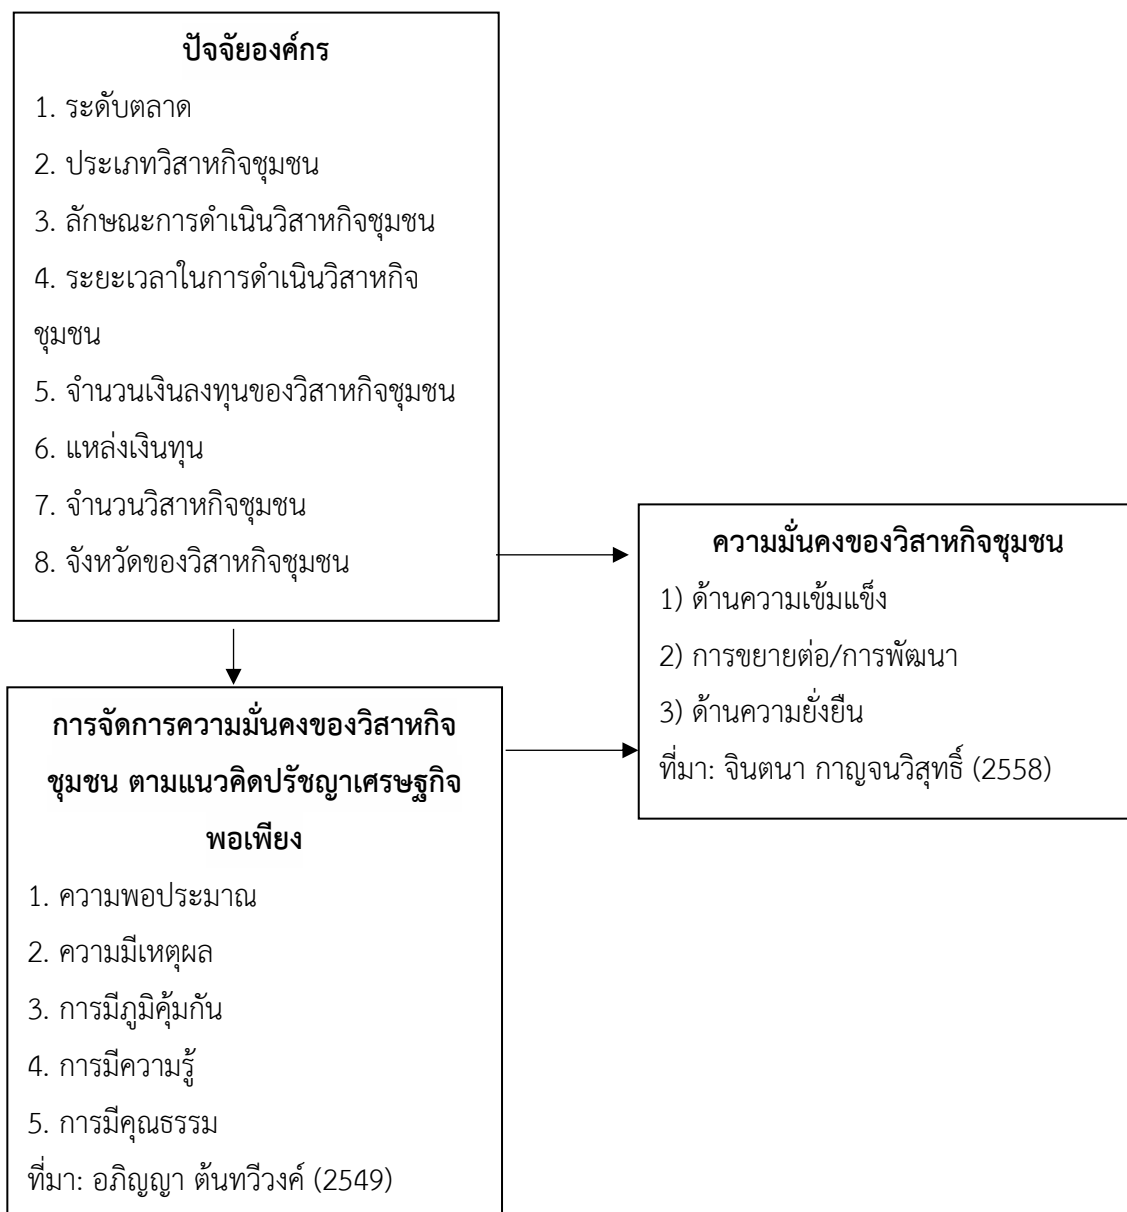 ปัจจัยองค์กร
1. ระดับตลาด
2. ประเภทวิสาหกิจชุมชน
3. ลักษณะการดำเนินวิสาหกิจชุมชน
4. ระยะเวลาในการดำเนินวิสาหกิจ
ชุมชน
5. จำนวนเงินลงทุนของวิสาหกิจชุมชน
6. แหล่งเงินทุน
7. จำนวนวิสาหกิจชุมชน
8. จังหวัดของวิสาหกิจชุมชน
ความมั่นคงของวิสาหกิจชุมชน
1) ด้านความเข้มแข็ง
2) การขยายต่อ/การพัฒนา
3) ด้านความยั่งยืน
ที่มา: จินตนา กาญจนวิสุทธิ์ (2558)
การจัดการความมั่นคงของวิสาหกิจ
ชุมชน ตามแนวคิดปรัชญาเศรษฐกิจ
พอเพียง
1. ความพอประมาณ
2. ความมีเหตุผล
3. การมีภูมิคุ้มกัน
4. การมีความรู้
5. การมีคุณธรรม
ที่มา: อภิญญา ต้นทวีวงศ์ (2549)